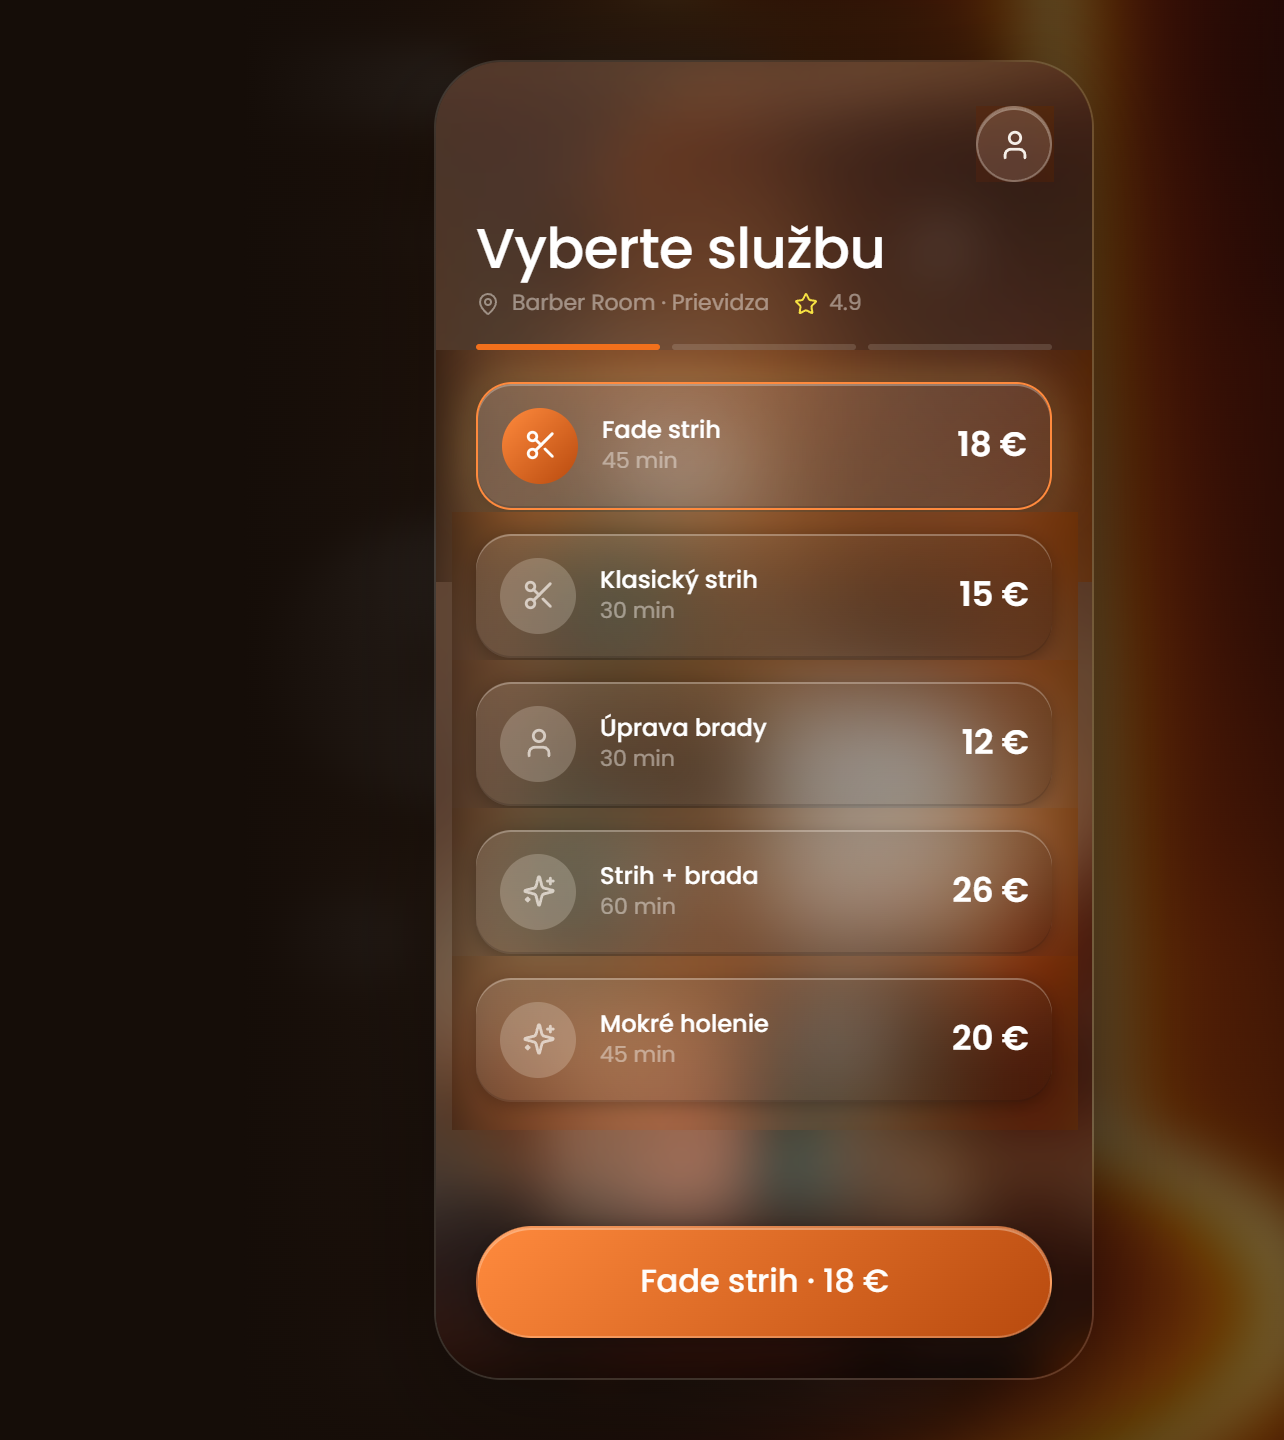 Vyberte službu
Barber Room · Prievidza 4.9
Fade strih
45 min
18 €
Klasický strih
30 min
15 €
Úprava brady
30 min
12 €
Strih + brada
60 min
26 €
Mokré holenie
45 min
20 €
Fade strih · 18 €